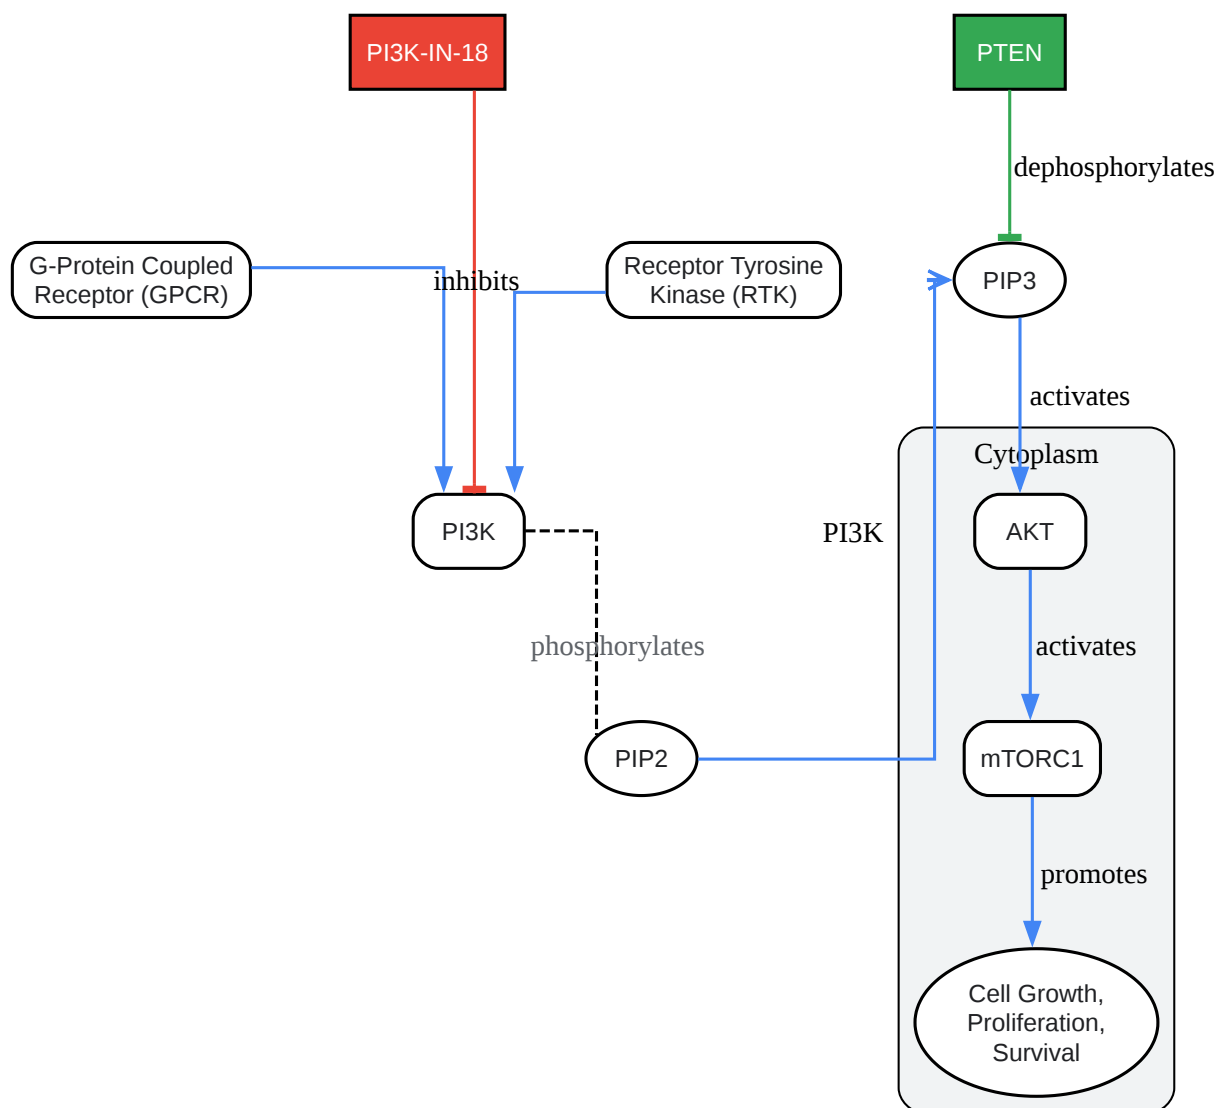 PI3K-IN-18
PTEN
dephosphorylates
G-Protein Coupled
Receptor (GPCR)
inhibits
Receptor Tyrosine
Kinase (RTK)
PIP3
activates
Cytoplasm
PI3K
PI3K
AKT
phosphorylates
activates
PIP2
mTORC1
promotes
Cell Growth,
Proliferation,
Survival